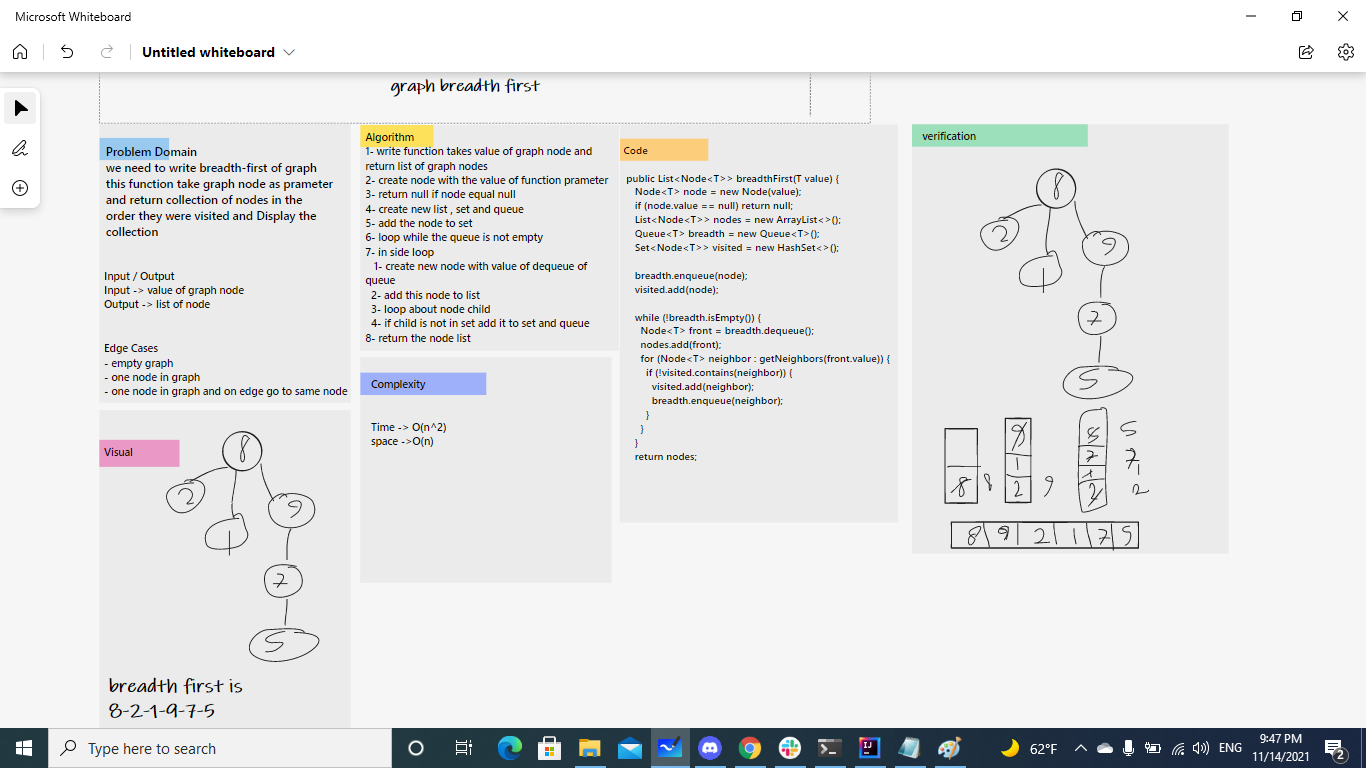 Microsoft Whiteboard
Untitled whiteboard
graph breadth first
Problem Domain
we need to write breadth-first of graph
this function take graph node as prameter
and return collection of nodes in the
order they were visited and Display the
collection
Input / Output
Input -> value of graph node
Output -> list of node
Edge Cases
- empty graph
- one node in graph
- one node in graph and on edge go to same node
Visual
8
2
9
1
7
5
breadth first is
8-2-1-9-7-5
Algorithm
1- write function takes value of graph node and
return list of graph nodes
2- create node with the value of function prameter
3- return null if node equal null
4- create new list , set and queue
5- add the node to set
6- loop while the queue is not empty
7- in side loop
1- create new node with value of dequeue of
queue
2- add this node to list
3- loop about node child
4- if child is not in set add it to set and queue
8- return the node list
Complexity
Time -> O(n^2)
space ->O(n)
Code
public List<Node<T>> breadthFirst(T value) {
Node<T> node = new Node(value);
if (node.value == null) return null;
List<Node<T>> nodes = new ArrayList<>();
Queue<T> breadth = new Queue<T>();
Set<Node<T>> visited = new HashSet<>();
breadth.enqueue(node);
visited.add(node);
while (!breadth.isEmpty()) {
Node<T> front = breadth.dequeue();
nodes.add(front);
for (Node<T> neighbor : getNeighbors(front.value)) {
if (!visited.contains(neighbor)) {
visited.add(neighbor);
breadth.enqueue(neighbor);
}
}
}
return nodes;
verification
8
2
9
1
7
5
9
5
1
7
7
1
8 8
2 9
2 2
8 9 2 1 7 5
Type here to search
62°F
ENG
9:47 PM
11/14/2021
2